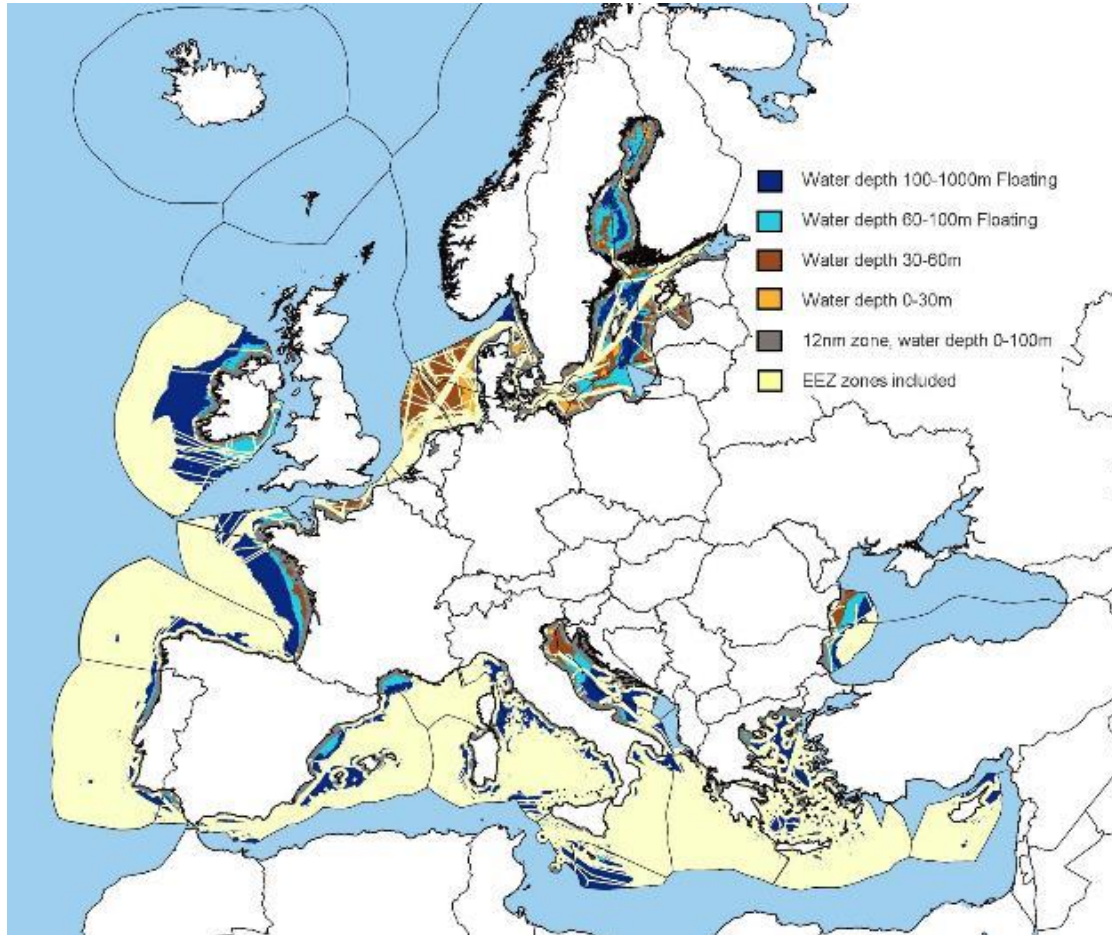 Water depth 100-1000m Floating
Water depth 60-100m Floating
Water depth 30-60m
Water depth 0-30m
12nm zone, water depth 0-100m
EEZ zones included